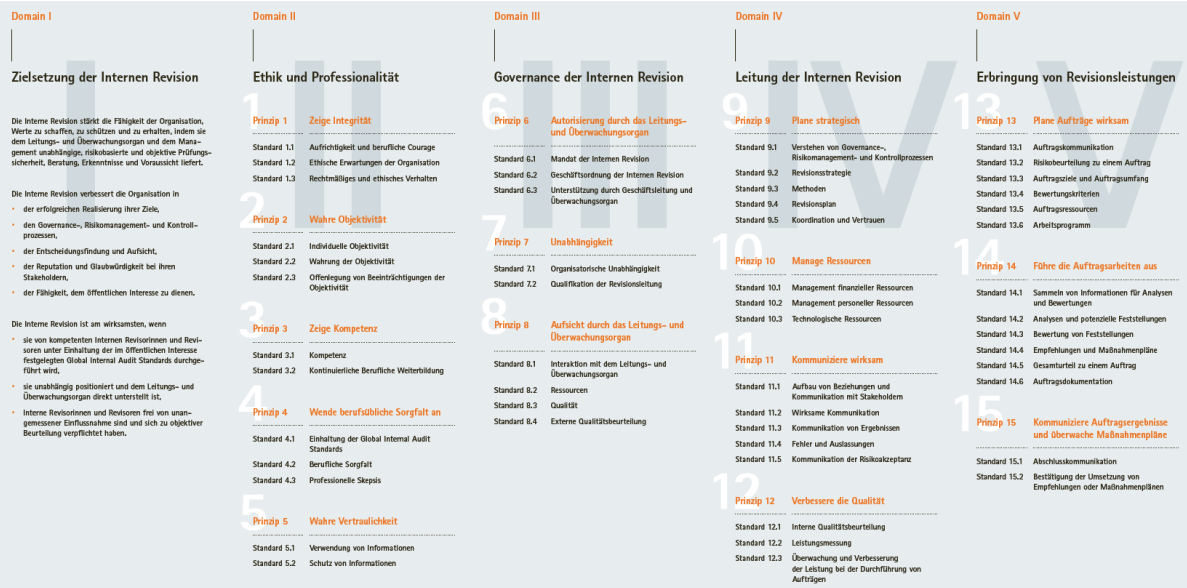 Domain I
Zielsetzung der Internen Revision
I
Die Interne Revision stärkt die Fähigkeit der Organisation,
Werte zu schaffen, zu schützen und zu erhalten, indem sie
dem Leitungs- und Überwachungsorgan und dem Mana-
gement unabhängige, risikobasierte und objektive Prüfungs-
sicherheit, Beratung, Erkenntnisse und Voraussicht liefert.
Die Interne Revision verbessert die Organisation in
• der erfolgreichen Realisierung ihrer Ziele,
• den Governance-, Risikomanagement- und Kontroll-
prozessen,
• der Entscheidungsfindung und Aufsicht,
• der Reputation und Glaubwürdigkeit bei ihren
Stakeholdern,
• der Fähigkeit, dem öffentlichen Interesse zu dienen.
Die Interne Revision ist am wirksamsten, wenn
• sie von kompetenten Internen Revisorinnen und Revi-
soren unter Einhaltung der im öffentlichen Interesse
festgelegten Global Internal Audit Standards durchge-
führt wird,
• sie unabhängig positioniert und dem Leitungs- und
Überwachungsorgan direkt unterstellt ist,
• Interne Revisorinnen und Revisoren frei von unan-
gemessener Einflussnahme sind und sich zu objektiver
Beurteilung verpflichtet haben.
Domain II
Ethik und Professionalität
II
1
Prinzip 1 Zeige Integrität
Standard 1.1 Aufrichtigkeit und berufliche Courage
Standard 1.2 Ethische Erwartungen der Organisation
Standard 1.3 Rechtmäßiges und ethisches Verhalten
2
Prinzip 2 Wahre Objektivität
Standard 2.1 Individuelle Objektivität
Standard 2.2 Wahrung der Objektivität
Standard 2.3 Offenlegung von Beeinträchtigungen der
Objektivität
3
Prinzip 3 Zeige Kompetenz
Standard 3.1 Kompetenz
Standard 3.2 Kontinuierliche Berufliche Weiterbildung
4
Prinzip 4 Wende berufsübliche Sorgfalt an
Standard 4.1 Einhaltung der Global Internal Audit
Standards
Standard 4.2 Berufliche Sorgfalt
Standard 4.3 Professionelle Skepsis
5
Prinzip 5 Wahre Vertraulichkeit
Standard 5.1 Verwendung von Informationen
Standard 5.2 Schutz von Informationen
Domain III
Governance der Internen Revision
III
6
Prinzip 6 Autorisierung durch das Leitungs-
und Überwachungsorgan
Standard 6.1 Mandat der Internen Revision
Standard 6.2 Geschäftsordnung der Internen Revision
Standard 6.3 Unterstützung durch Geschäftsleitung und
Überwachungsorgan
7
Prinzip 7 Unabhängigkeit
Standard 7.1 Organisatorische Unabhängigkeit
Standard 7.2 Qualifikation der Revisionsleitung
8
Prinzip 8 Aufsicht durch das Leitungs- und
Überwachungsorgan
Standard 8.1 Interaktion mit dem Leitungs- und
Überwachungsorgan
Standard 8.2 Ressourcen
Standard 8.3 Qualität
Standard 8.4 Externe Qualitätsbeurteilung
Domain IV
Leitung der Internen Revision
IV
9
Prinzip 9 Plane strategisch
Standard 9.1 Verstehen von Governance-,
Risikomanagement- und Kontrollprozessen
Standard 9.2 Revisionsstrategie
Standard 9.3 Methoden
Standard 9.4 Revisionsplan
Standard 9.5 Koordination und Vertrauen
10
Prinzip 10 Manage Ressourcen
Standard 10.1 Management finanzieller Ressourcen
Standard 10.2 Management personeller Ressourcen
Standard 10.3 Technologische Ressourcen
11
Prinzip 11 Kommuniziere wirksam
Standard 11.1 Aufbau von Beziehungen und
Kommunikation mit Stakeholdern
Standard 11.2 Wirksame Kommunikation
Standard 11.3 Kommunikation von Ergebnissen
Standard 11.4 Fehler und Auslassungen
Standard 11.5 Kommunikation der Risikoakzeptanz
12
Prinzip 12 Verbessere die Qualität
Standard 12.1 Interne Qualitätsbeurteilung
Standard 12.2 Leistungsmessung
Standard 12.3 Überwachung und Verbesserung
der Leistung bei der Durchführung von
Aufträgen
Domain V
Erbringung von Revisionsleistungen
V
13
Prinzip 13 Plane Aufträge wirksam
Standard 13.1 Auftragskommunikation
Standard 13.2 Risikobeurteilung zu einem Auftrag
Standard 13.3 Auftragsziele und Auftragsumfang
Standard 13.4 Bewertungskriterien
Standard 13.5 Auftragsressourcen
Standard 13.6 Arbeitsprogramm
14
Prinzip 14 Führe die Auftragsarbeiten aus
Standard 14.1 Sammeln von Informationen für Analysen
und Bewertungen
Standard 14.2 Analysen und potenzielle Feststellungen
Standard 14.3 Bewertung von Feststellungen
Standard 14.4 Empfehlungen und Maßnahmenpläne
Standard 14.5 Gesamturteil zu einem Auftrag
Standard 14.6 Auftragsdokumentation
15
Prinzip 15 Kommuniziere Auftragsergebnisse
und überwache Maßnahmenpläne
Standard 15.1 Abschlusskommunikation
Standard 15.2 Bestätigung der Umsetzung von
Empfehlungen oder Maßnahmenplänen